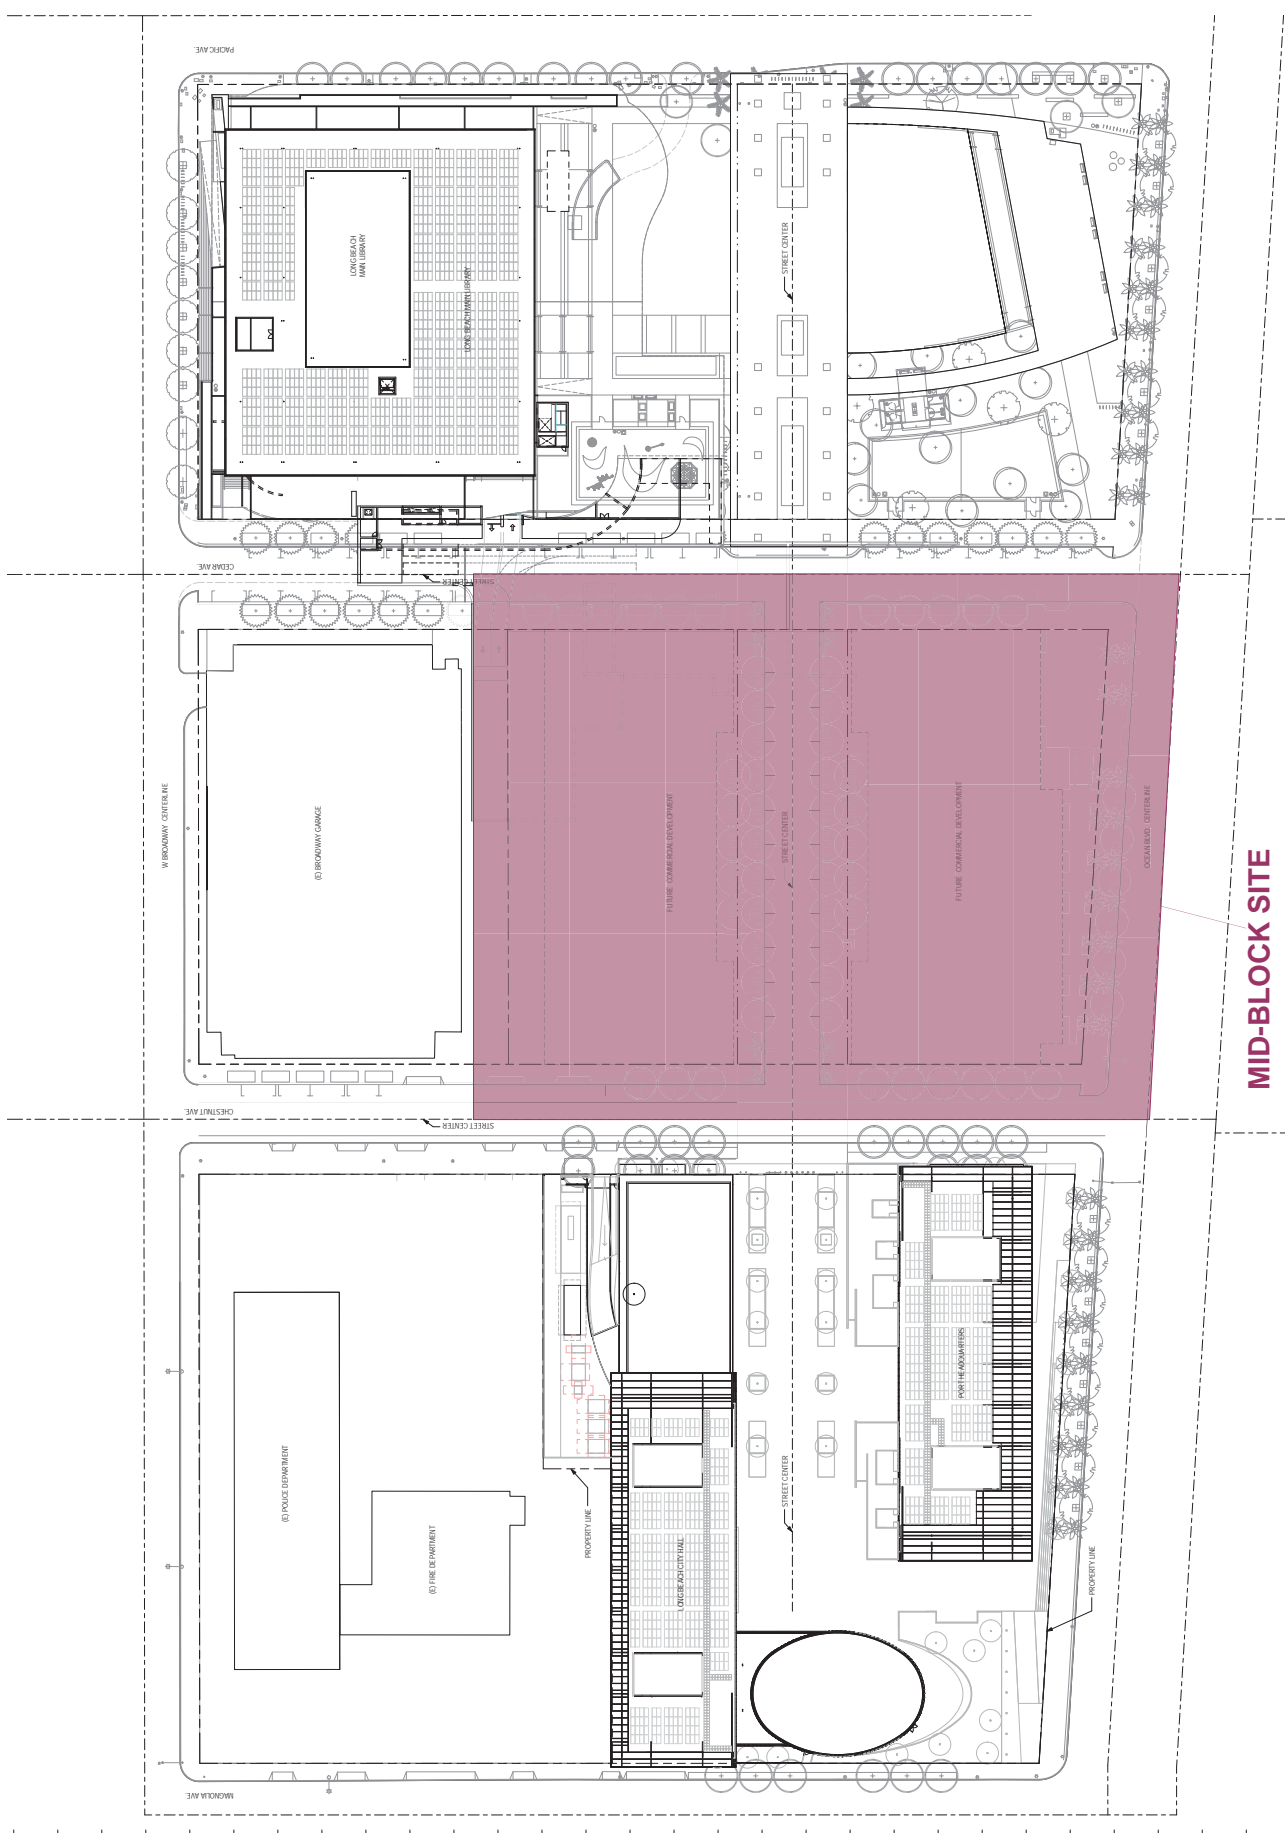 PACIFIC AVE.
LONG BEACH
MAIN LIBRARY
LONG BEACH MAIN LIBRARY
STREET CENTER
CEDAR AVE.
STREET CENTER
W BROADWAY CENTERLINE
(E) BROADWAY GARAGE
FUTURE COMMERCIAL DEVELOPMENT
STREET CENTER
FUTURE COMMERCIAL DEVELOPMENT
OCEAN BLVD. CENTERLINE
MID-BLOCK SITE
CHESTNUT AVE.
STREET CENTER
(E) POLICE DEPARTMENT
(E) FIRE DEPARTMENT
PROPERTY LINE
LONG BEACH CITY HALL
STREET CENTER
PORT HEADQUARTERS
PROPERTY LINE
MAGNOLIA AVE.